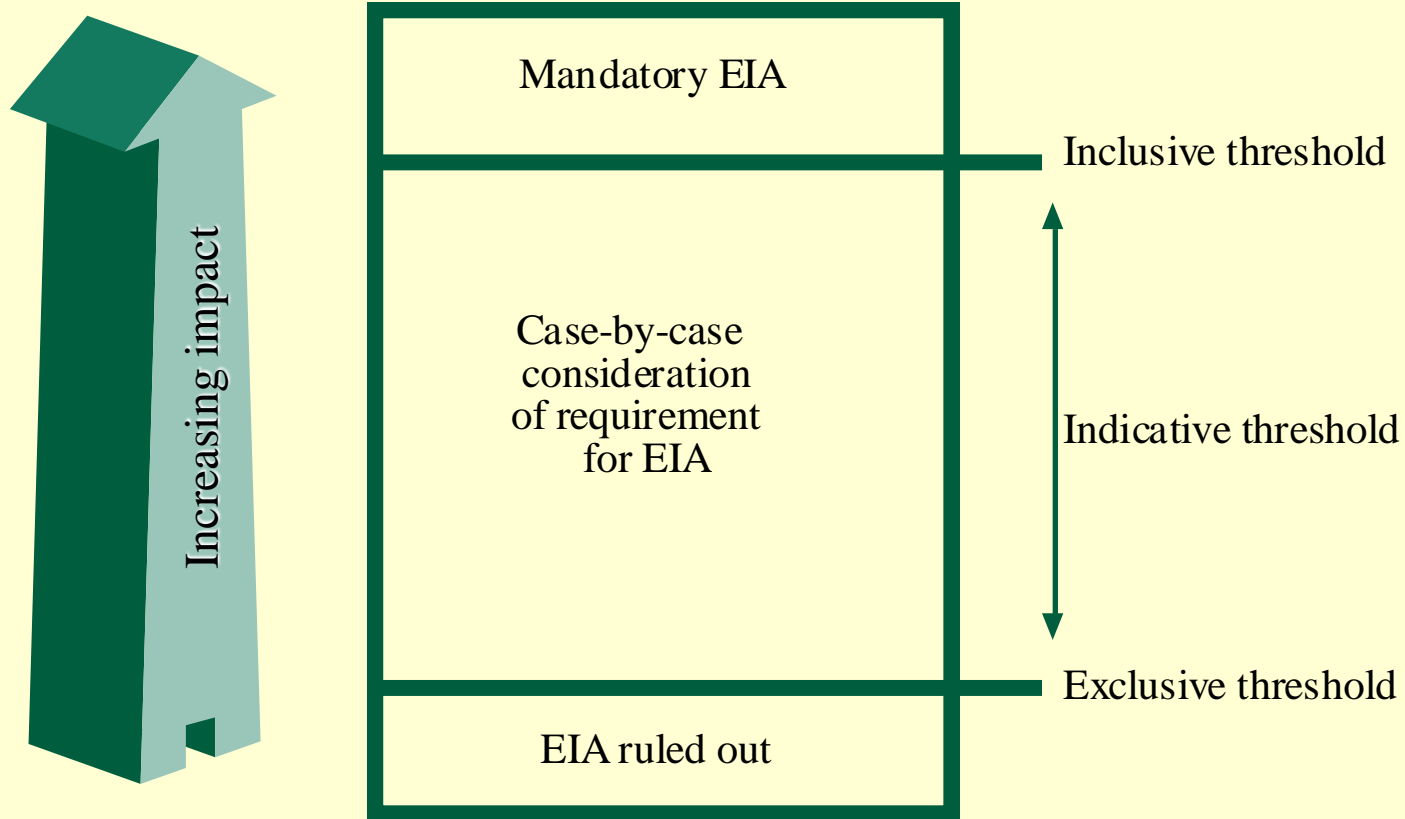 Mandatory EIA
Inclusive threshold
Increasing impact
Case-by-case
consideration
of requirement
for EIA
Indicative threshold
Exclusive threshold
EIA ruled out